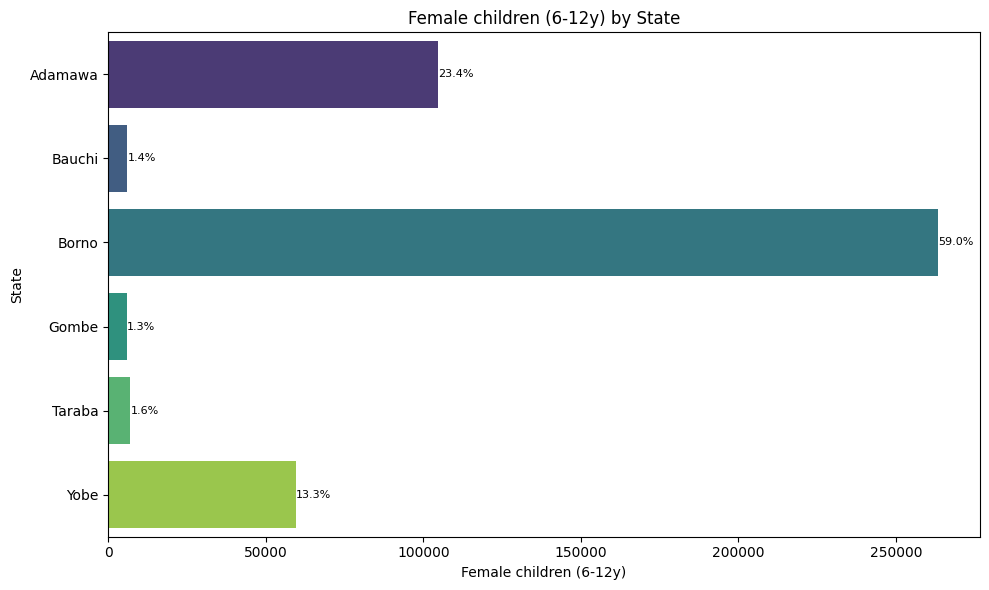 Female children (6-12y) by State
State
Adamawa
23.4%
Bauchi
1.4%
Borno
59.0%
Gombe
1.3%
Taraba
1.6%
Yobe
13.3%
0
50000
100000
150000
200000
250000
Female children (6-12y)